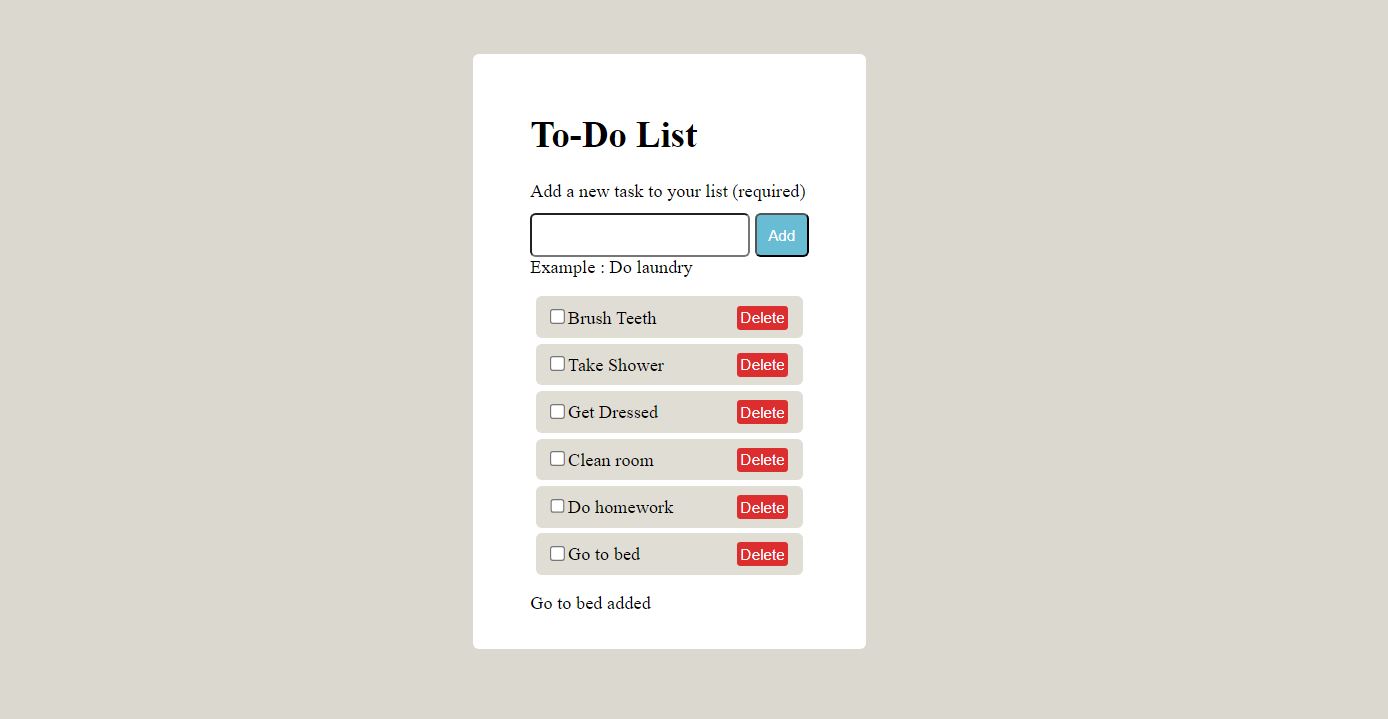 To-Do List
Add a new task to your list (required)
Add
Example : Do laundry
Brush Teeth Delete
Take Shower Delete
Get Dressed Delete
Clean room Delete
Do homework Delete
Go to bed Delete
Go to bed added